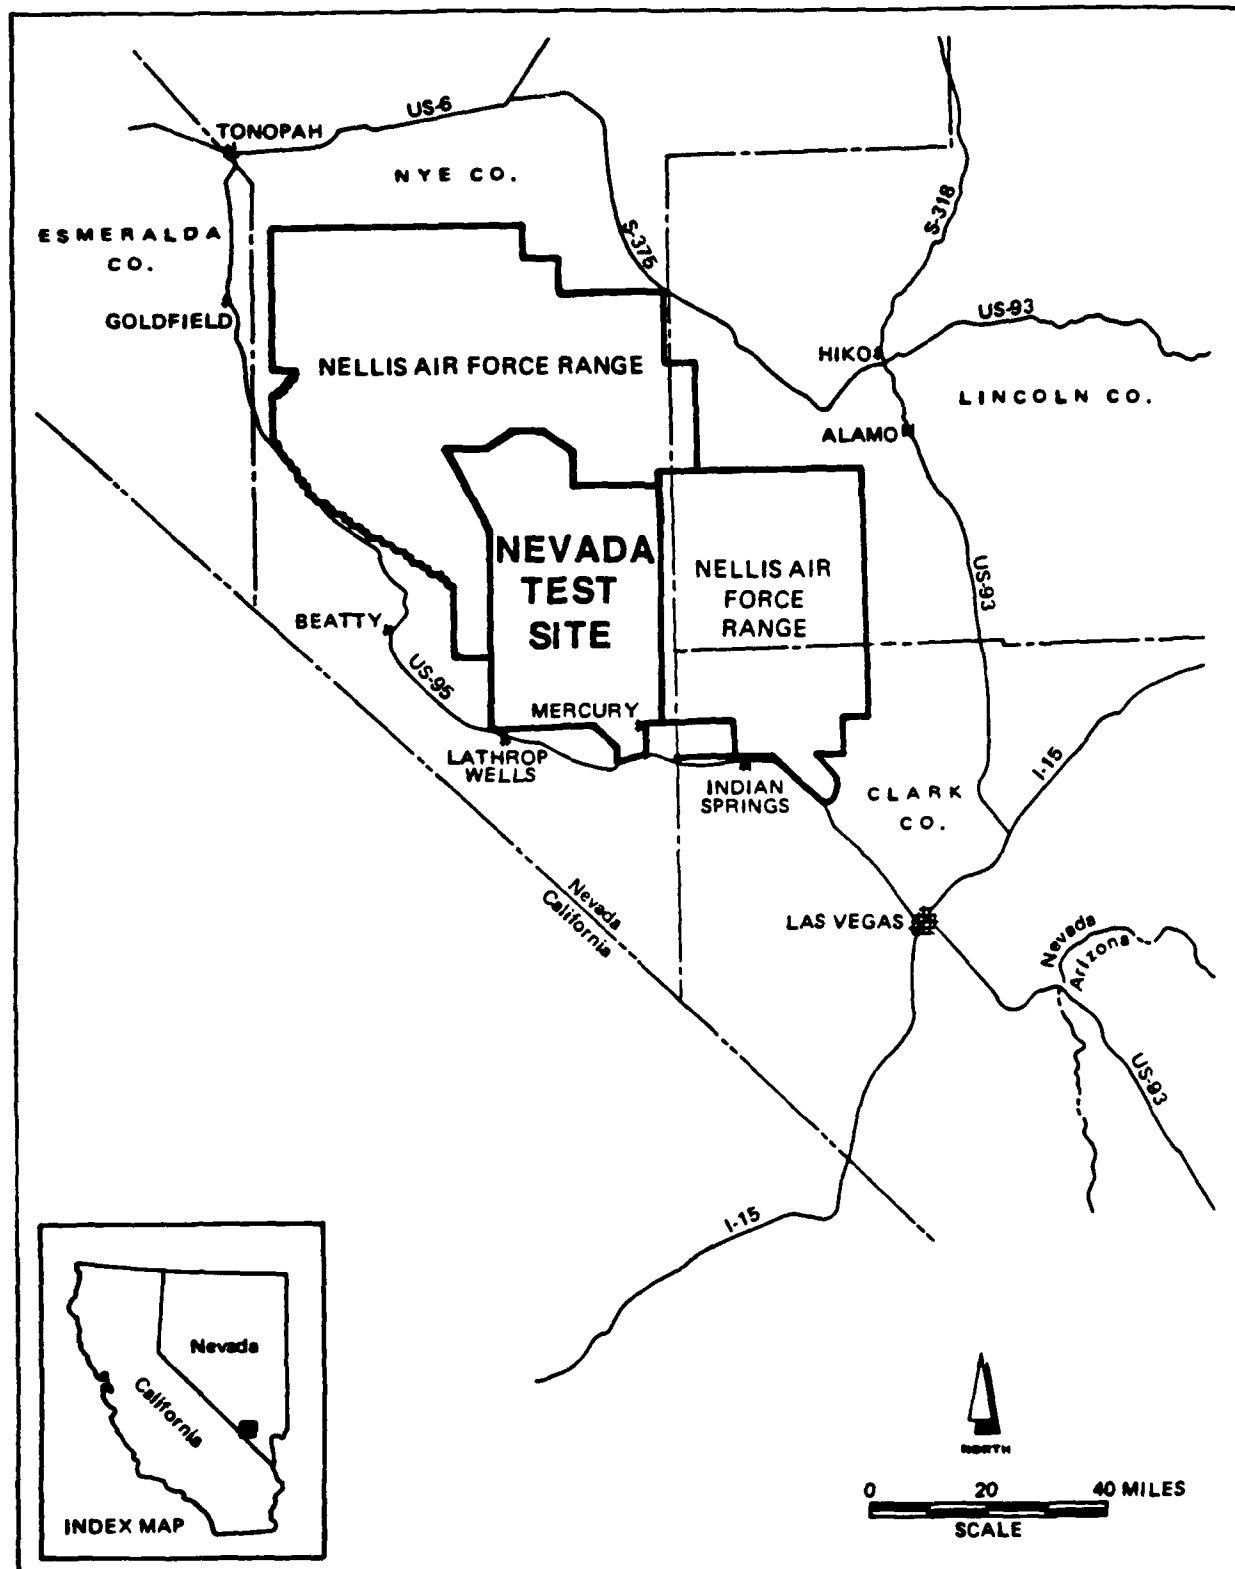 US-6
TONOPAH
NYE CO.
S-375
S-318
ESMERALDA
CO.
GOLDFIELD
US-93
HIKO
NELLIS AIR FORCE RANGE
LINCOLN CO.
ALAMO
NEVADA
TEST
SITE
NELLIS AIR
FORCE
RANGE
US-93
BEATTY
US-95
MERCURY
LATHROP
WELLS
INDIAN
SPRINGS
I-15
CLARK
CO.
Nevada
California
LAS VEGAS
Nevada
Arizona
US-93
I-15
Nevada
California
INDEX MAP
NORTH
0 20 40 MILES
SCALE